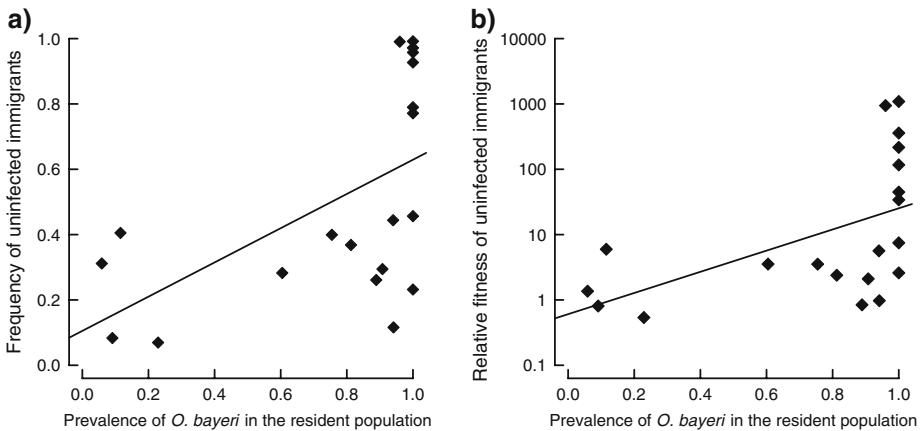 a)
Frequency of uninfected immigrants
1.0
0.8
0.6
0.4
0.2
0.0
0.0 0.2 0.4 0.6 0.8 1.0
Prevalence of O. bayeri in the resident population
b)
Relative fitness of uninfected immigrants
10000
1000
100
10
1
0.1
0.0 0.2 0.4 0.6 0.8 1.0
Prevalence of O. bayeri in the resident population